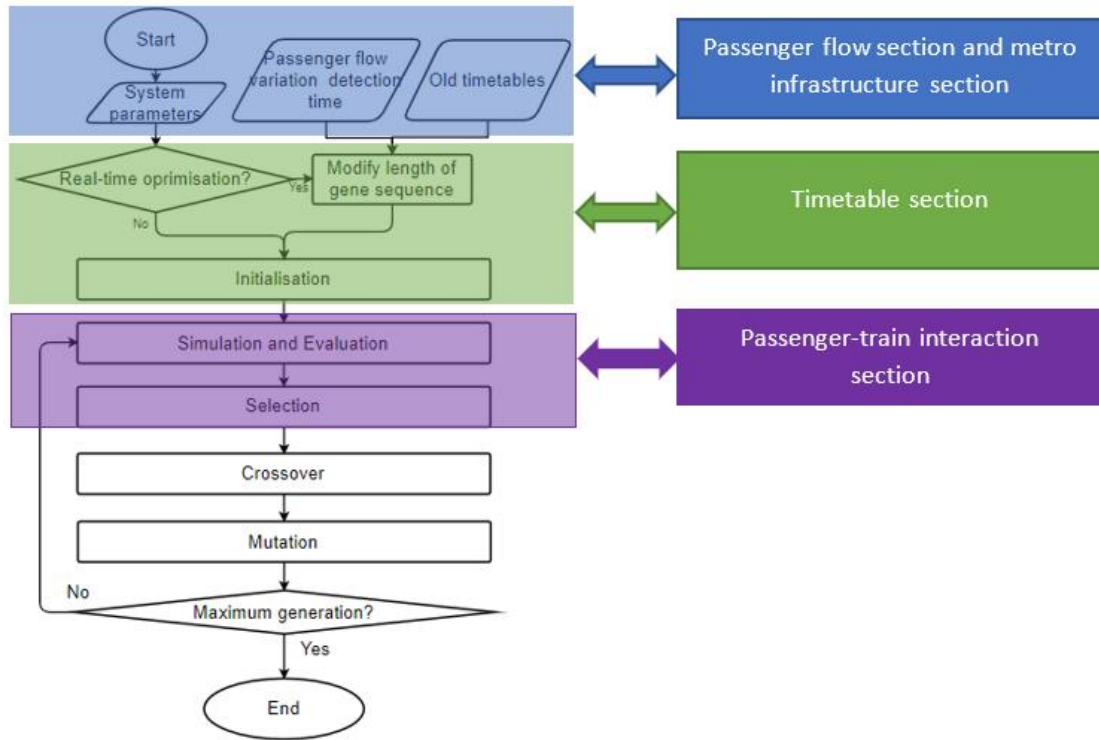 Start
Passenger flow
variation detection
time
Old timetables
Passenger flow section and metro
infrastructure section
System
parameters
Real-time oprimisation?
Yes
Modify length of
gene sequence
Timetable section
No
Initialisation
Simulation and Evaluation
Passenger-train interaction
section
Selection
Crossover
Mutation
No
Maximum generation?
Yes
End